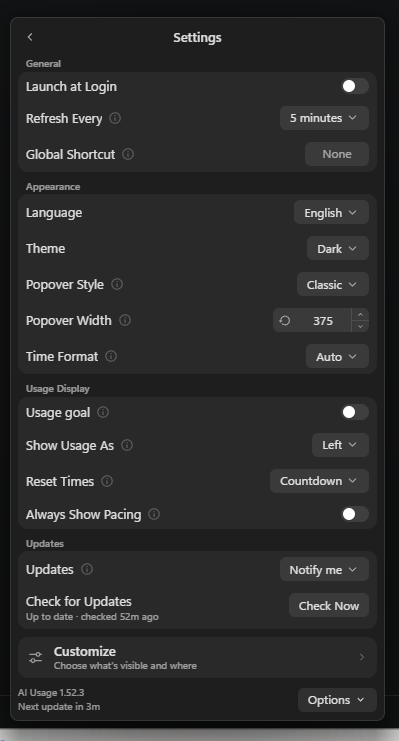 Settings
General
Launch at Login
Refresh Every 5 minutes
Global Shortcut None
Appearance
Language English
Theme Dark
Popover Style Classic
Popover Width 375
Time Format Auto
Usage Display
Usage goal
Show Usage As Left
Reset Times Countdown
Always Show Pacing
Updates
Updates Notify me
Check for Updates
Up to date · checked 52m ago
Check Now
Customize
Choose what's visible and where
AI Usage 1.52.3
Next update in 3m
Options